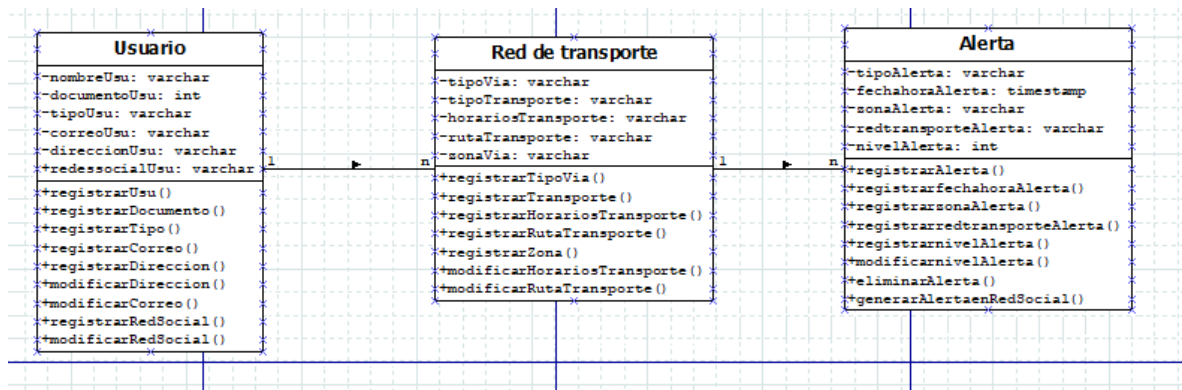 Usuario
-nombreUsu: varchar
-documentoUsu: int
-tipoUsu: varchar
-correoUsu: varchar
-direccionUsu: varchar
+redessocialUsu: varchar
+registrarUsu()
+registrarDocumento()
+registrarTipo()
+registrarCorreo()
+registrarDireccion()
+modificarDireccion()
+modificarCorreo()
+registrarRedSocial()
+modificarRedSocial()
1
n
Red de transporte
-tipoVia: varchar
-tipoTransporte: varchar
-horariosTransporte: varchar
-rutaTransporte: varchar
-zonaVia: varchar
+registrarTipoVia()
+registrarTransporte()
+registrarHorariosTransporte()
+registrarRutaTransporte()
+registrarZona()
+modificarHorariosTransporte()
+modificarRutaTransporte()
1
n
Alerta
-tipoAlerta: varchar
-fechahoraAlerta: timestamp
-zonaAlerta: varchar
-redtransporteAlerta: varchar
-nivelAlerta: int
+registrarAlerta()
+registrarfechahoraAlerta()
+registrarzonaAlerta()
+registrarredtransporteAlerta()
+registrarnivelAlerta()
+modificarnivelAlerta()
+eliminarAlerta()
+generarAlertaenRedSocial()